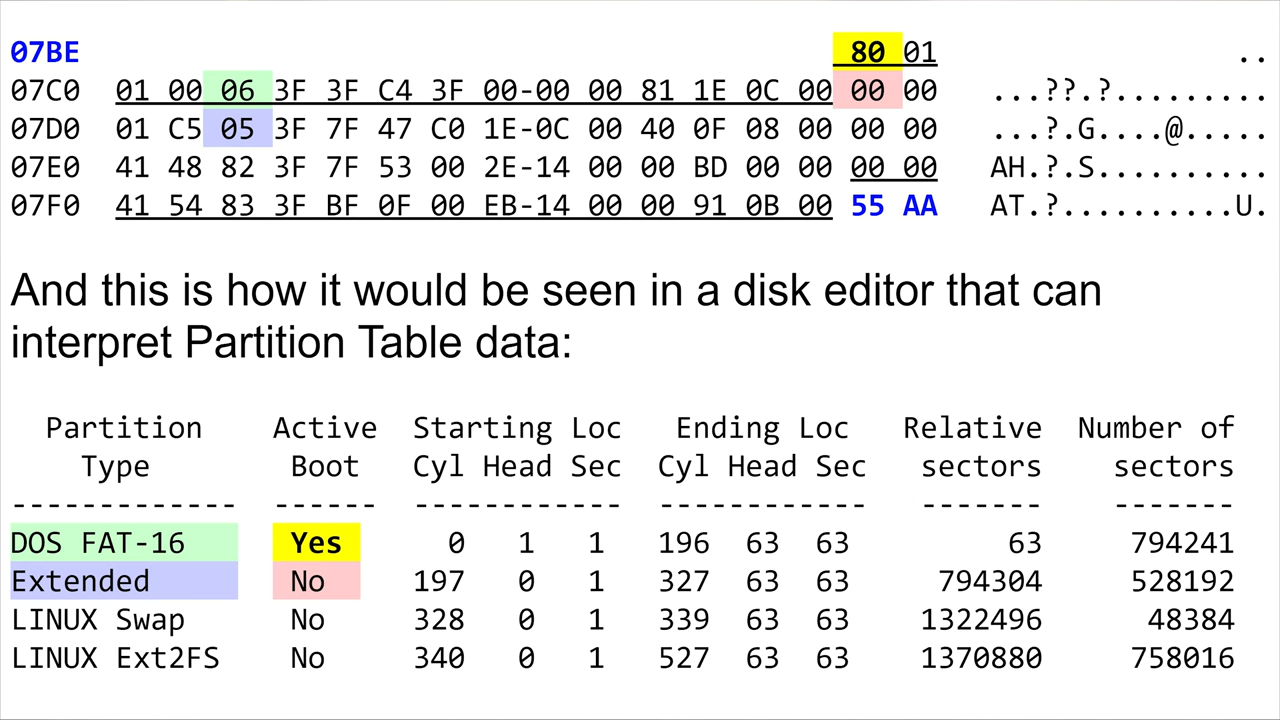 07BE 80 01 ..
07C0 01 00 06 3F 3F C4 3F 00-00 00 81 1E 0C 00 00 00 ...??.?.........
07D0 01 C5 05 3F 7F 47 C0 1E-0C 00 40 0F 08 00 00 00 ...?.G....@.....
07E0 41 48 82 3F 7F 53 00 2E-14 00 00 BD 00 00 00 00 AH.?.S..........
07F0 41 54 83 3F BF 0F 00 EB-14 00 00 91 0B 00 55 AA AT.?..........U.
And this is how it would be seen in a disk editor that can
interpret Partition Table data:
Partition Active Starting Loc Ending Loc Relative Number of
Type Boot Cyl Head Sec Cyl Head Sec sectors sectors
------------- ------ ------------ ------------ ------- -------
DOS FAT-16 Yes 0 1 1 196 63 63 63 794241
Extended No 197 0 1 327 63 63 794304 528192
LINUX Swap No 328 0 1 339 63 63 1322496 48384
LINUX Ext2FS No 340 0 1 527 63 63 1370880 758016